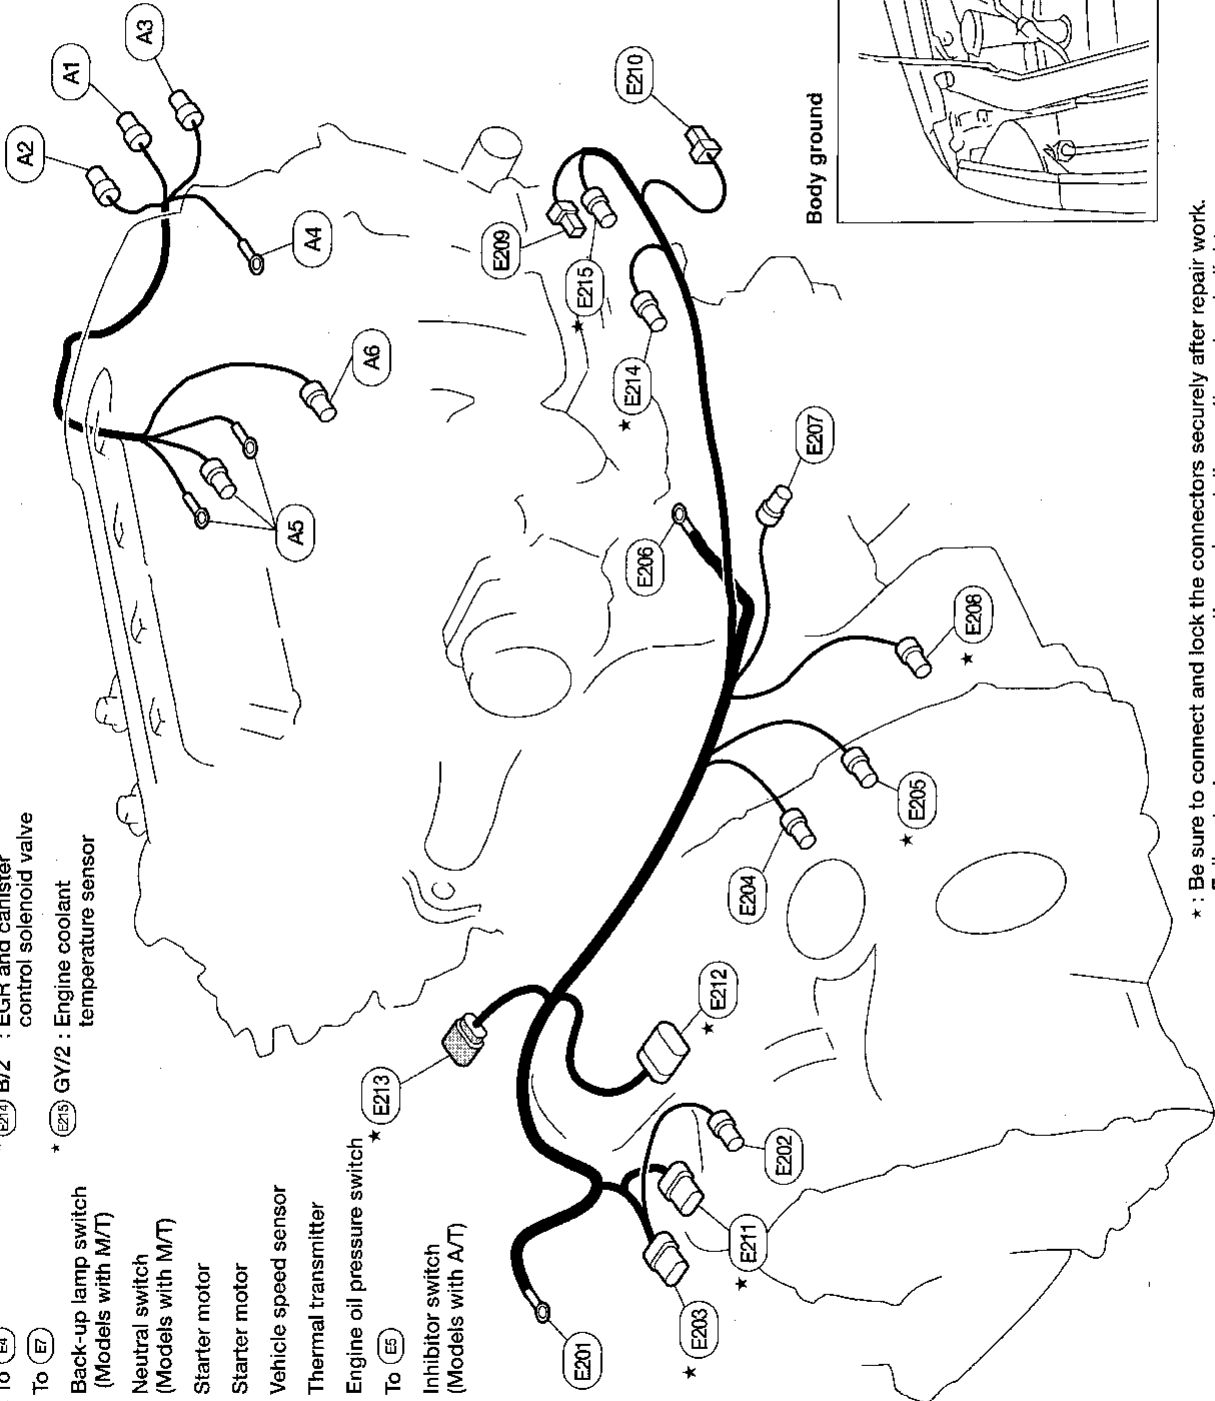 To E4
To E7
Back-up lamp switch
(Models with M/T)
Neutral switch
(Models with M/T)
Starter motor
Starter motor
Vehicle speed sensor
Thermal transmitter
Engine oil pressure switch
To E5
Inhibitor switch
(Models with A/T)
* E214 B/2 : EGR and canister
control solenoid valve
* E215 GY/2 : Engine coolant
temperature sensor
A2
A1
A3
A4
A6
A5
E210
E209
★ E215
★ E214
E207
E206
★ E208
★ E205
E204
★ E212
★ E213
E202
★ E211
★ E203
E201
Body ground
★ : Be sure to connect and lock the connectors securely after repair work.